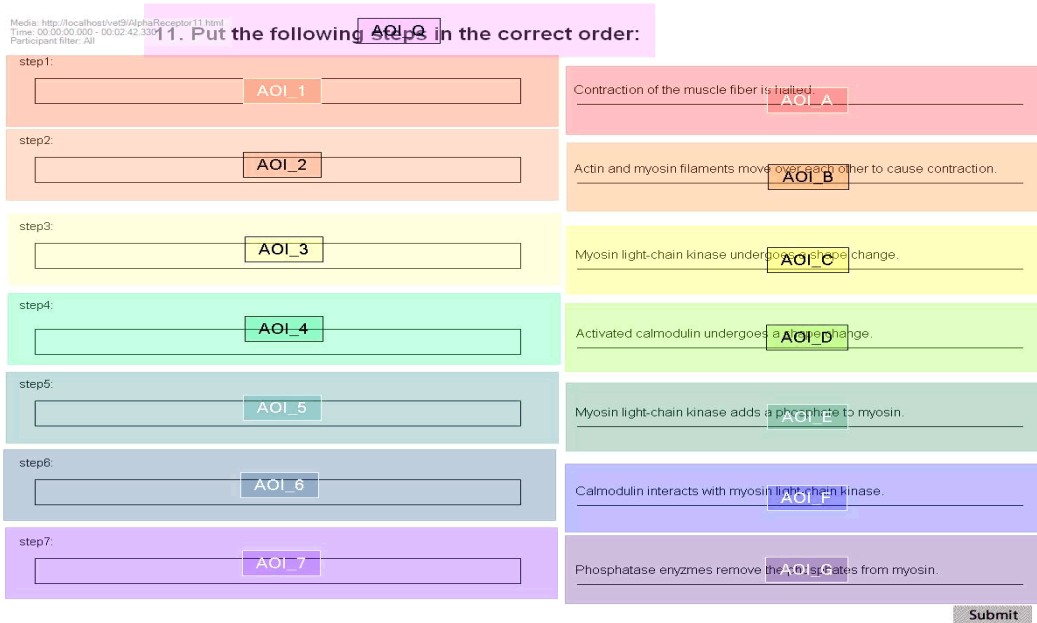 Media: http://localhost/vet9/AlphaReceptor11.html
Time: 00:00:00.000 - 00:02:42.330
Participant filter: All
11. Put the following steps in the correct order:
AOI_Q
step1:
AOI_1
Contraction of the muscle fiber is halted.
AOI_A
step2:
AOI_2
Actin and myosin filaments move over each other to cause contraction.
AOI_B
step3:
AOI_3
Myosin light-chain kinase undergoes a shape change.
AOI_C
step4:
AOI_4
Activated calmodulin undergoes a shape change.
AOI_D
step5:
AOI_5
Myosin light-chain kinase adds a phosphate to myosin.
AOI_E
step6:
AOI_6
Calmodulin interacts with myosin light-chain kinase.
AOI_F
step7:
AOI_7
Phosphatase enyzmes remove the phosphates from myosin.
AOI_G
Submit